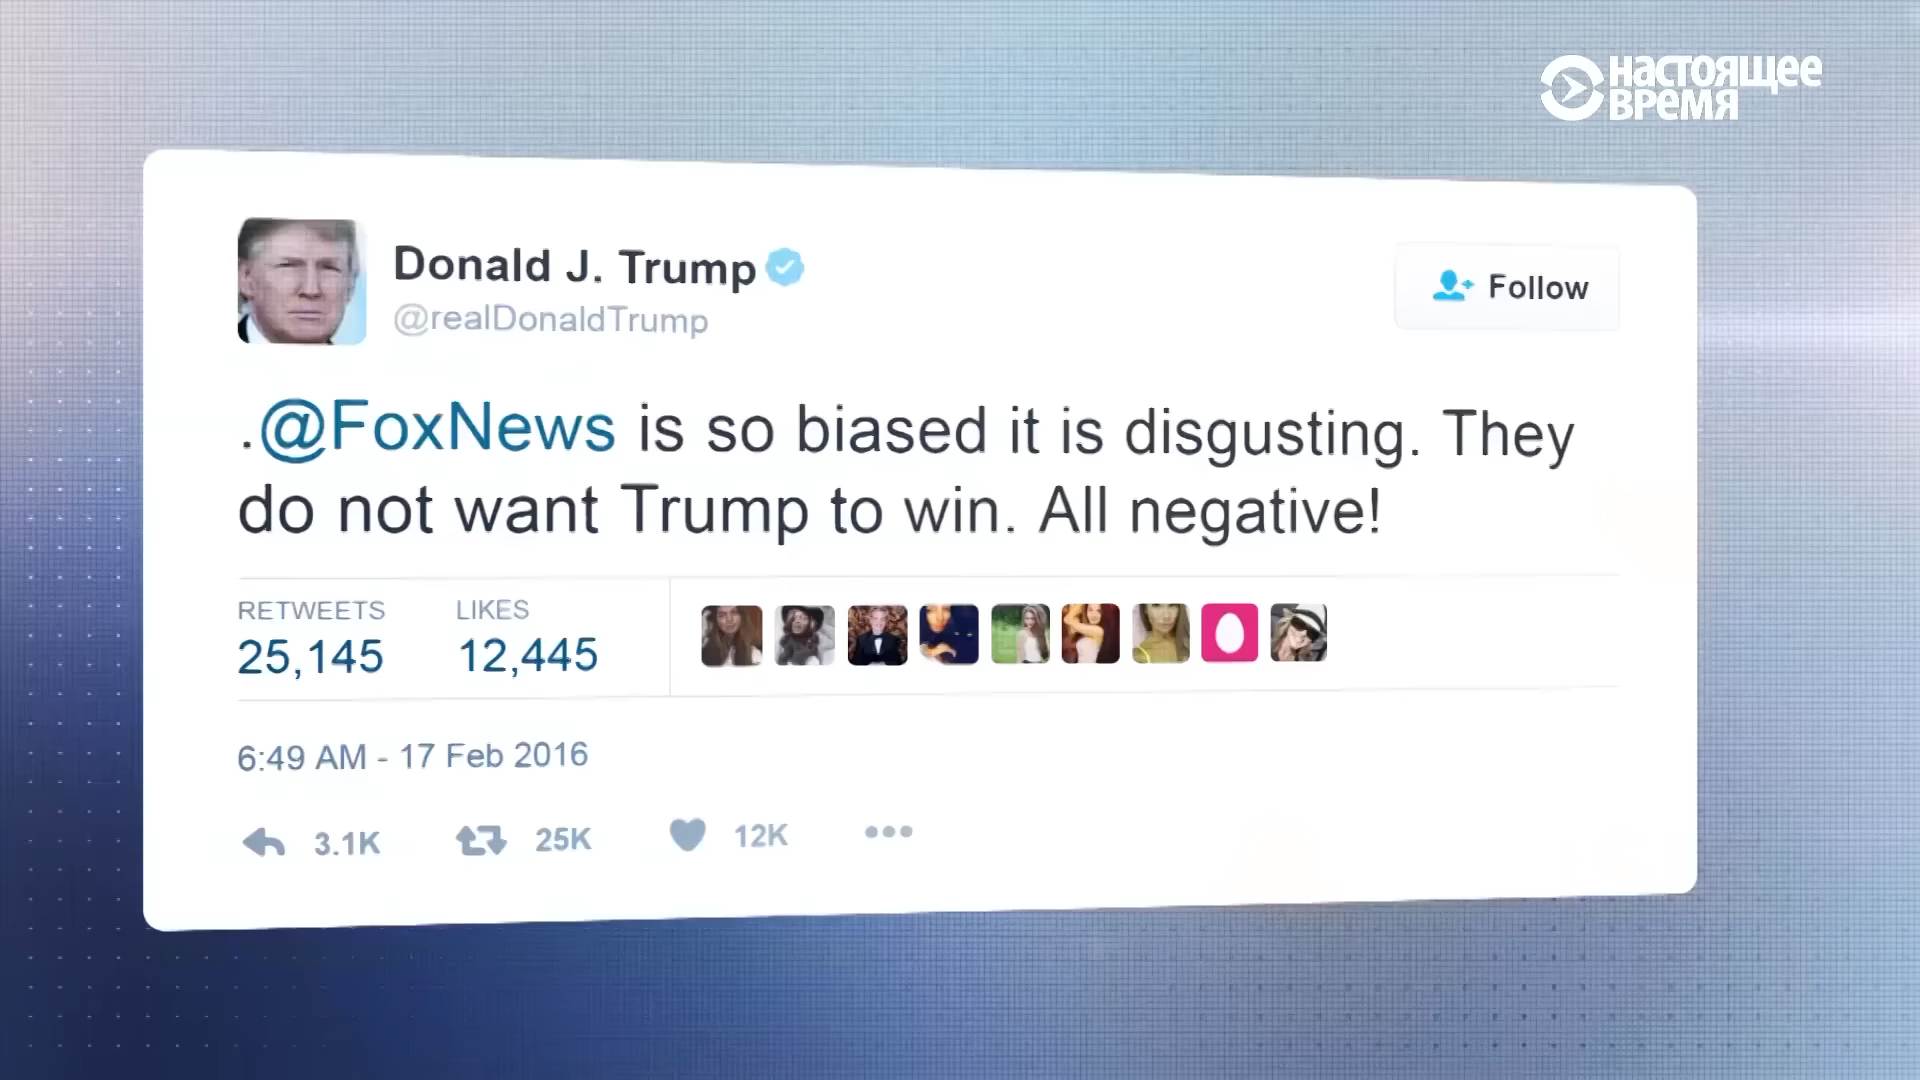 НАСТОЯЩЕЕ
ВРЕМЯ
Donald J. Trump
@realDonaldTrump
Follow
.@FoxNews is so biased it is disgusting. They
do not want Trump to win. All negative!
RETWEETS LIKES
25,145 12,445
6:49 AM - 17 Feb 2016
3.1K 25K 12K